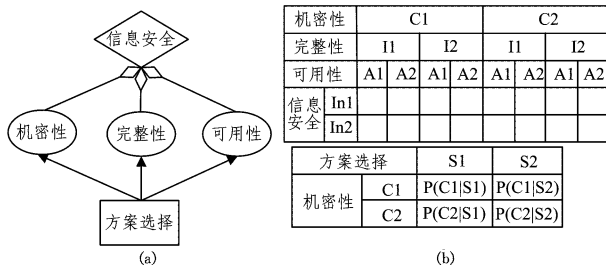 信息安全
机密性
完整性
可用性
方案选择
(a)
机密性 C1 C2
完整性 I1 I2 I1 I2
可用性 A1 A2 A1 A2 A1 A2 A1 A2
信息安全 In1
In2
方案选择 S1 S2
机密性 C1 P(C1|S1) P(C1|S2)
C2 P(C2|S1) P(C2|S2)
(b)